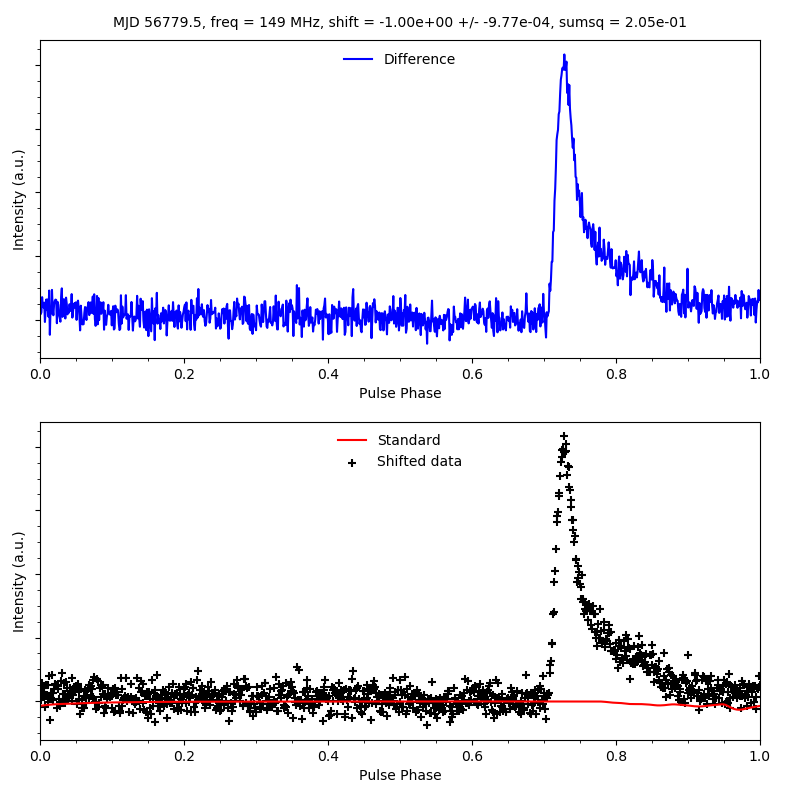 MJD 56779.5, freq = 149 MHz, shift = -1.00e+00 +/- -9.77e-04, sumsq = 2.05e-01
Difference
Intensity (a.u.)
0.0 0.2 0.4 0.6 0.8 1.0
Pulse Phase
Standard
Shifted data
Intensity (a.u.)
0.0 0.2 0.4 0.6 0.8 1.0
Pulse Phase